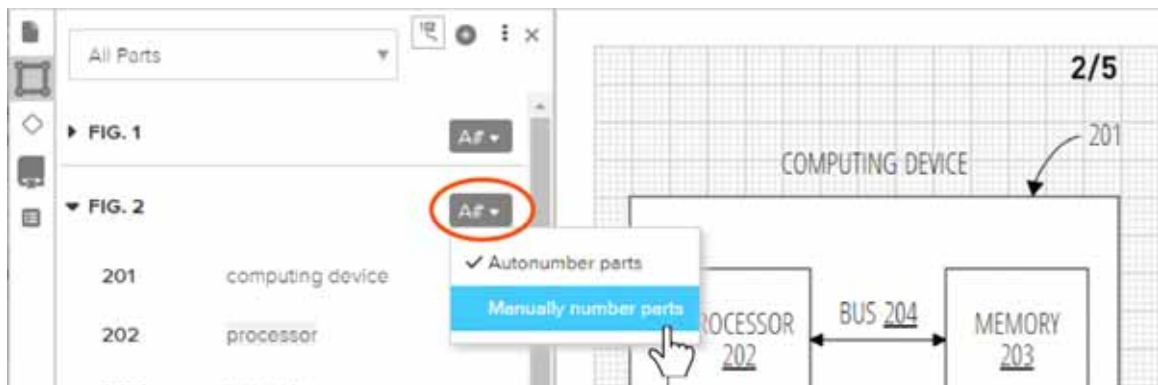 All Parts
FIG. 1
A#
FIG. 2
A#
201 computing device
202 processor
Autonumber parts
Manually number parts
2/5
201
COMPUTING DEVICE
ROCESSOR
202
BUS 204
MEMORY
203